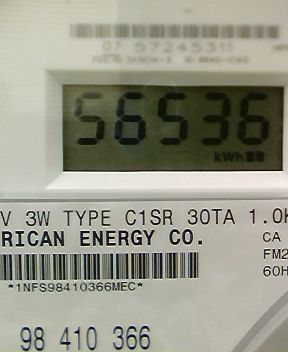 07 57245311
56536
kWh
V 3W TYPE C1SR 30TA 1.0K
RICAN ENERGY CO.
CA
FM2
60H
*1NFS98410366MEC*
98 410 366